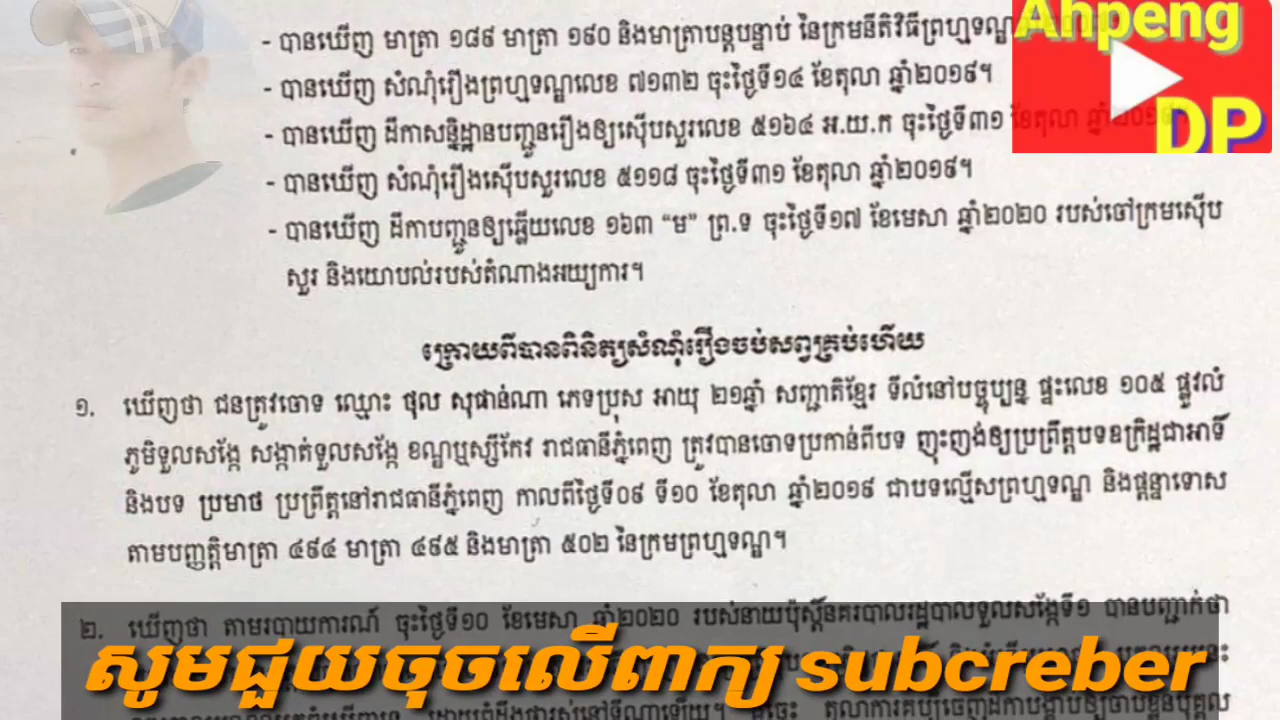 - បានឃើញ មាត្រា ១៨៩ មាត្រា ១៩០ និងមាត្រាបន្តបន្ទាប់ នៃក្រមនីតិវិធីព្រហ្មទណ្ឌ
- បានឃើញ សំណុំរឿងព្រហ្មទណ្ឌលេខ ៧១៣២ ចុះថ្ងៃទី១៤ ខែតុលា ឆ្នាំ២០១៩។
- បានឃើញ ដីកាសន្និដ្ឋានបញ្ជូនរឿងឲ្យស៊ើបសួរលេខ ៥១៦៤ អ.យ.ក ចុះថ្ងៃទី៣១ ខែតុលា ឆ្នាំ២០១៩។
- បានឃើញ សំណុំរឿងស៊ើបសួរលេខ ៥១១៨ ចុះថ្ងៃទី៣១ ខែតុលា ឆ្នាំ២០១៩។
- បានឃើញ ដីកាបញ្ជូនឲ្យឆ្លើយលេខ ១៦៣ “ម” ព្រ.ទ ចុះថ្ងៃទី១៧ ខែមេសា ឆ្នាំ២០២០ របស់ចៅក្រមស៊ើប
សួរ និងយោបល់របស់តំណាងអយ្យការ។
Ahpeng
DP
ក្រោយពីបានពិនិត្យសំណុំរឿងចប់សព្វគ្រប់ហើយ
១. ឃើញថា ជនត្រូវចោទ ឈ្មោះ ផុល សុផាន់ណា ភេទប្រុស អាយុ ២១ឆ្នាំ សញ្ជាតិខ្មែរ ទីលំនៅបច្ចុប្បន្ន ផ្ទះលេខ ១០៥ ផ្លូវលំ
ភូមិទួលសង្កែ សង្កាត់ទួលសង្កែ ខណ្ឌឫស្សីកែវ រាជធានីភ្នំពេញ ត្រូវបានចោទប្រកាន់ពីបទ ញុះញង់ឲ្យប្រព្រឹត្តបទឧក្រិដ្ឋជាអាទិ៍
និងបទ ប្រមាថ ប្រព្រឹត្តនៅរាជធានីភ្នំពេញ កាលពីថ្ងៃទី០៩ ទី១០ ខែតុលា ឆ្នាំ២០១៩ ជាបទល្មើសព្រហ្មទណ្ឌ និងផ្តន្ទាទោស
តាមបញ្ញត្តិមាត្រា ៤៩៤ មាត្រា ៤៩៥ និងមាត្រា ៥០២ នៃក្រមព្រហ្មទណ្ឌ។
២. ឃើញថា តាមរបាយការណ៍ ចុះថ្ងៃទី១០ ខែមេសា ឆ្នាំ២០២០ របស់នាយប៉ុស្តិ៍នគរបាលរដ្ឋបាលទួលសង្កែទី១ បានបញ្ជាក់ថា
សូមជួយចុចលើពាក្យ subcreber